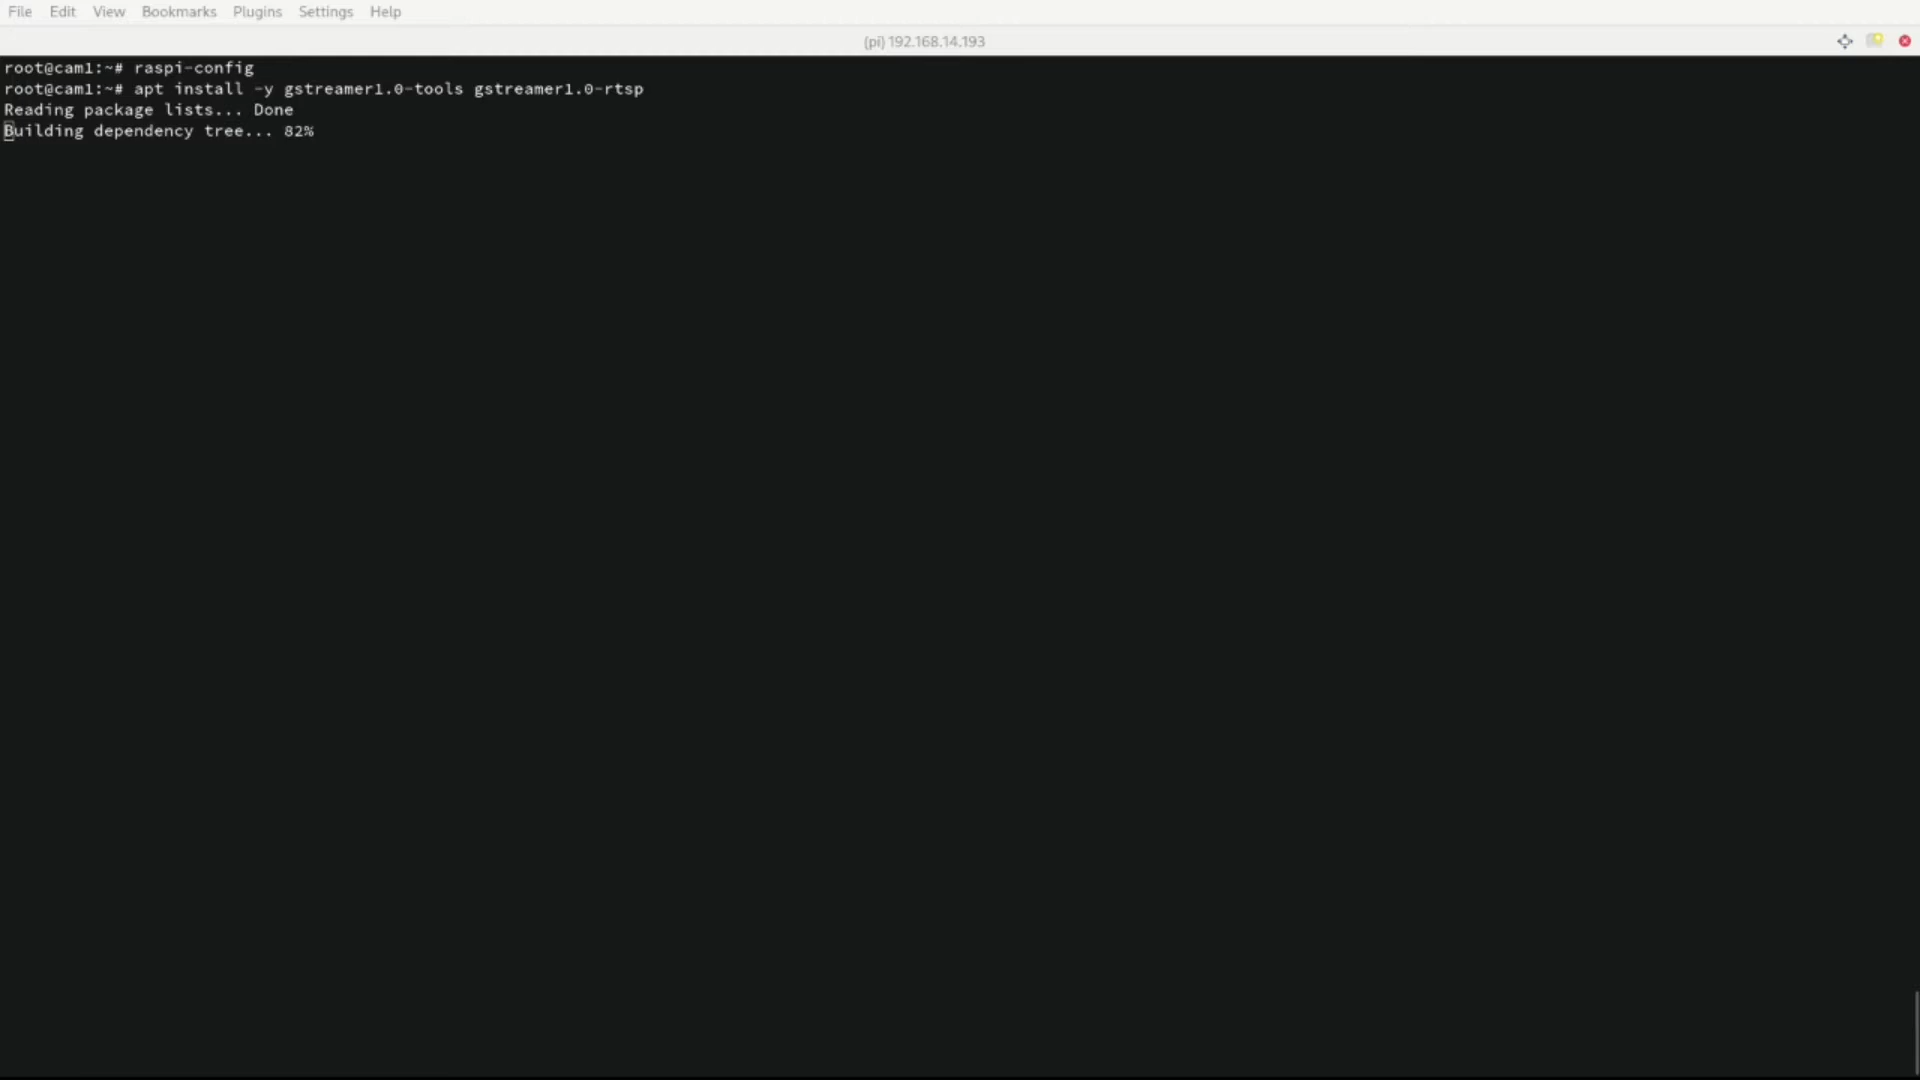 File Edit View Bookmarks Plugins Settings Help
(pi) 192.168.14.193
root@cam1:~# raspi-config
root@cam1:~# apt install -y gstreamer1.0-tools gstreamer1.0-rtsp
Reading package lists... Done
Building dependency tree... 82%